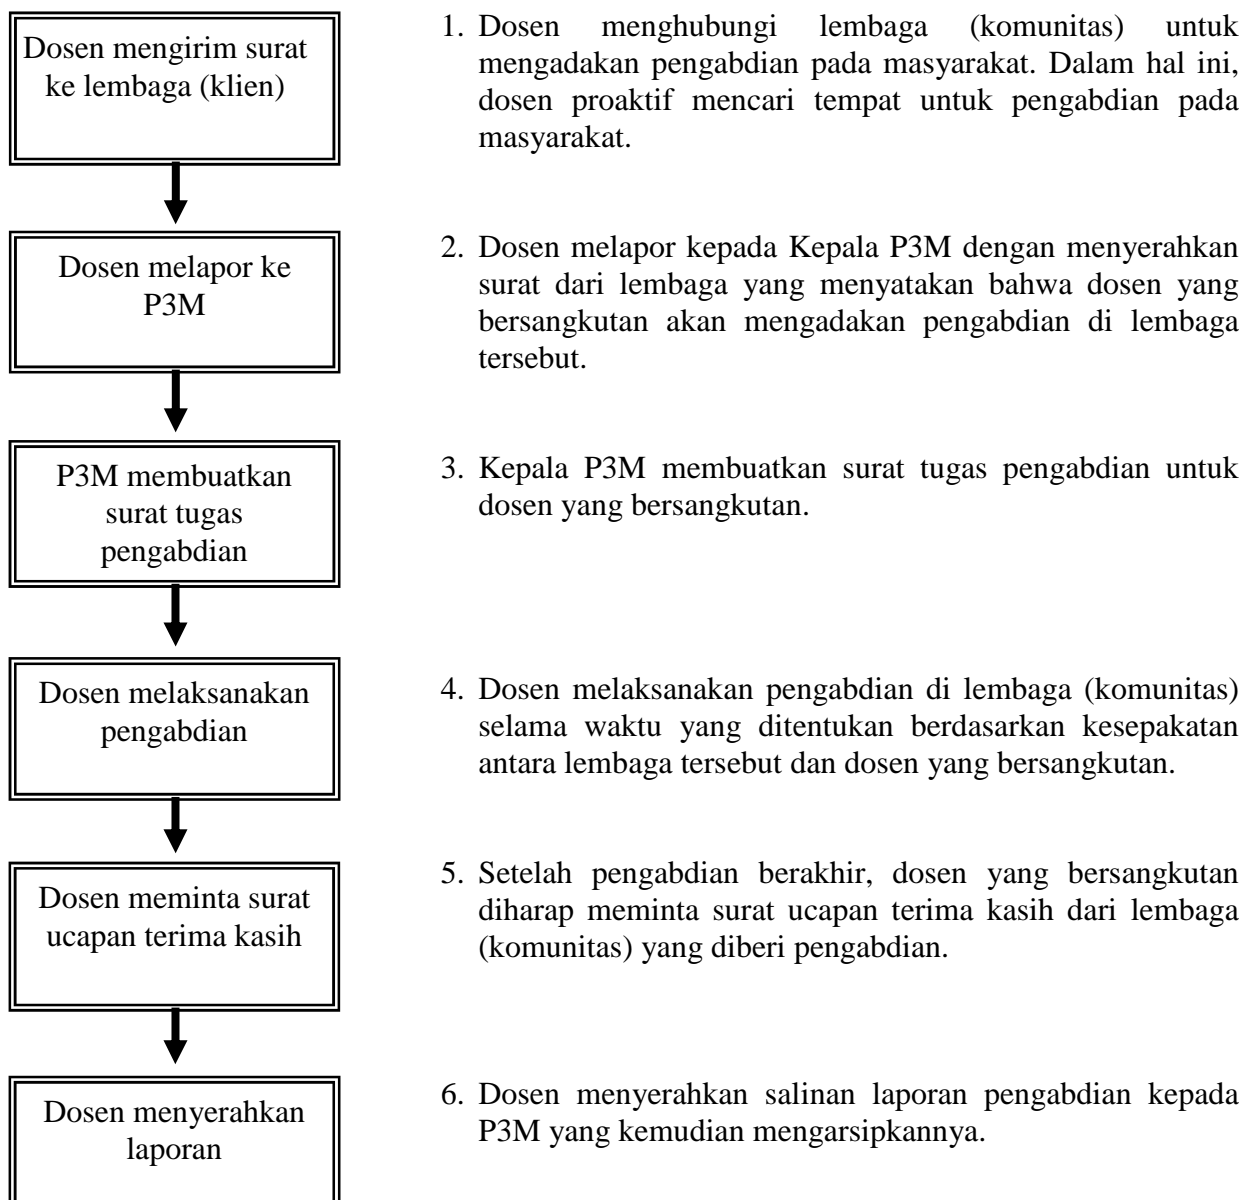 Dosen mengirim surat
ke lembaga (klien)
1. Dosen menghubungi lembaga (komunitas) untuk
mengadakan pengabdian pada masyarakat. Dalam hal ini,
dosen proaktif mencari tempat untuk pengabdian pada
masyarakat.
Dosen melapor ke
P3M
2. Dosen melapor kepada Kepala P3M dengan menyerahkan
surat dari lembaga yang menyatakan bahwa dosen yang
bersangkutan akan mengadakan pengabdian di lembaga
tersebut.
P3M membuatkan
surat tugas
pengabdian
3. Kepala P3M membuatkan surat tugas pengabdian untuk
dosen yang bersangkutan.
Dosen melaksanakan
pengabdian
4. Dosen melaksanakan pengabdian di lembaga (komunitas)
selama waktu yang ditentukan berdasarkan kesepakatan
antara lembaga tersebut dan dosen yang bersangkutan.
Dosen meminta surat
ucapan terima kasih
5. Setelah pengabdian berakhir, dosen yang bersangkutan
diharap meminta surat ucapan terima kasih dari lembaga
(komunitas) yang diberi pengabdian.
Dosen menyerahkan
laporan
6. Dosen menyerahkan salinan laporan pengabdian kepada
P3M yang kemudian mengarsipkannya.